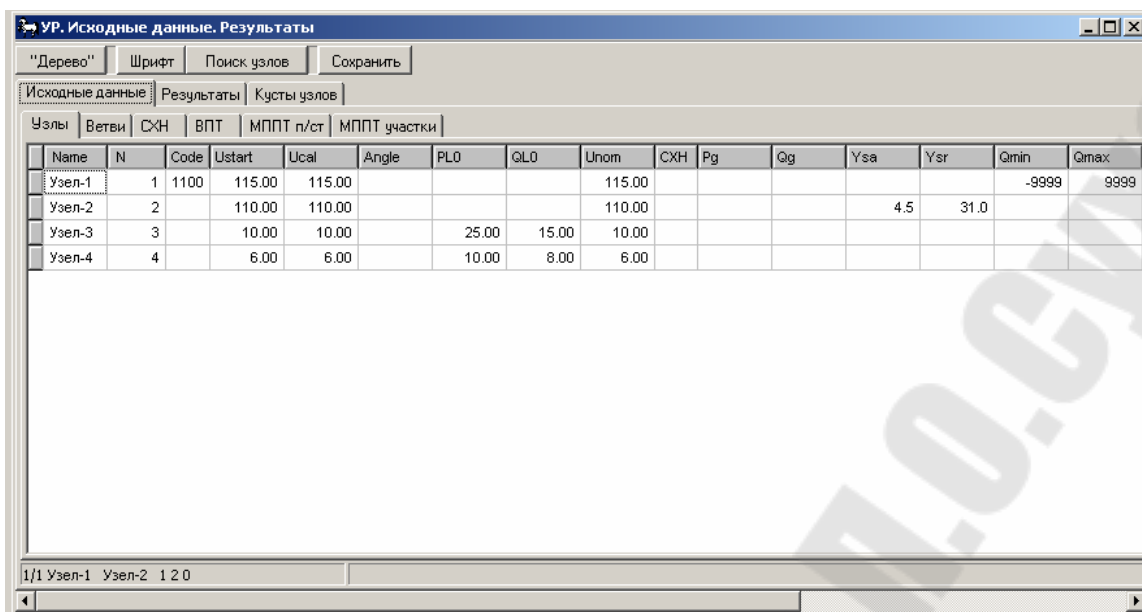 УР. Исходные данные. Результаты
"Дерево" Шрифт Поиск узлов Сохранить
Исходные данные Результаты Кусты узлов
Узлы Ветви СХН ВПТ МППТ п/ст МППТ участки
Name N Code Ustart Ucal Angle PL0 QL0 Unom СХН Pg Qg Ysa Ysr Qmin Qmax
Узел-1 1 1100 115.00 115.00 115.00 -9999 9999
Узел-2 2 110.00 110.00 110.00 4.5 31.0
Узел-3 3 10.00 10.00 25.00 15.00 10.00
Узел-4 4 6.00 6.00 10.00 8.00 6.00
1/1 Узел-1 Узел-2 1 2 0